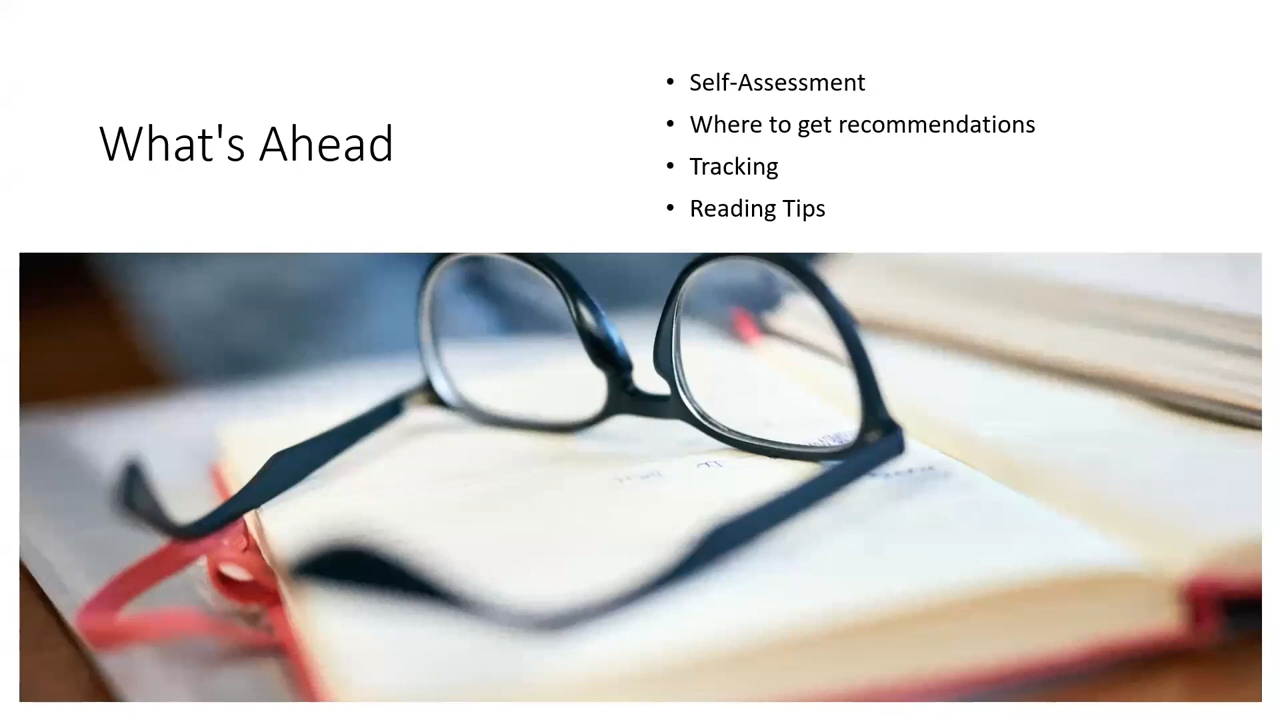 What's Ahead
• Self-Assessment
• Where to get recommendations
• Tracking
• Reading Tips